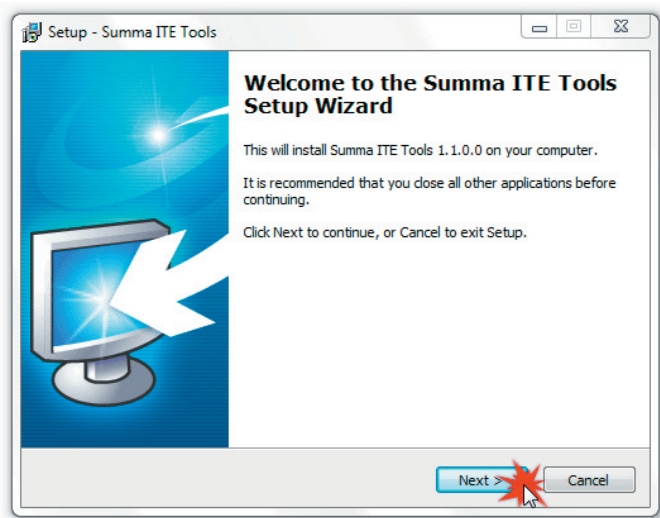 Setup - Summa ITE Tools
Welcome to the Summa ITE Tools
Setup Wizard
This will install Summa ITE Tools 1.1.0.0 on your computer.
It is recommended that you close all other applications before
continuing.
Click Next to continue, or Cancel to exit Setup.
Next > Cancel